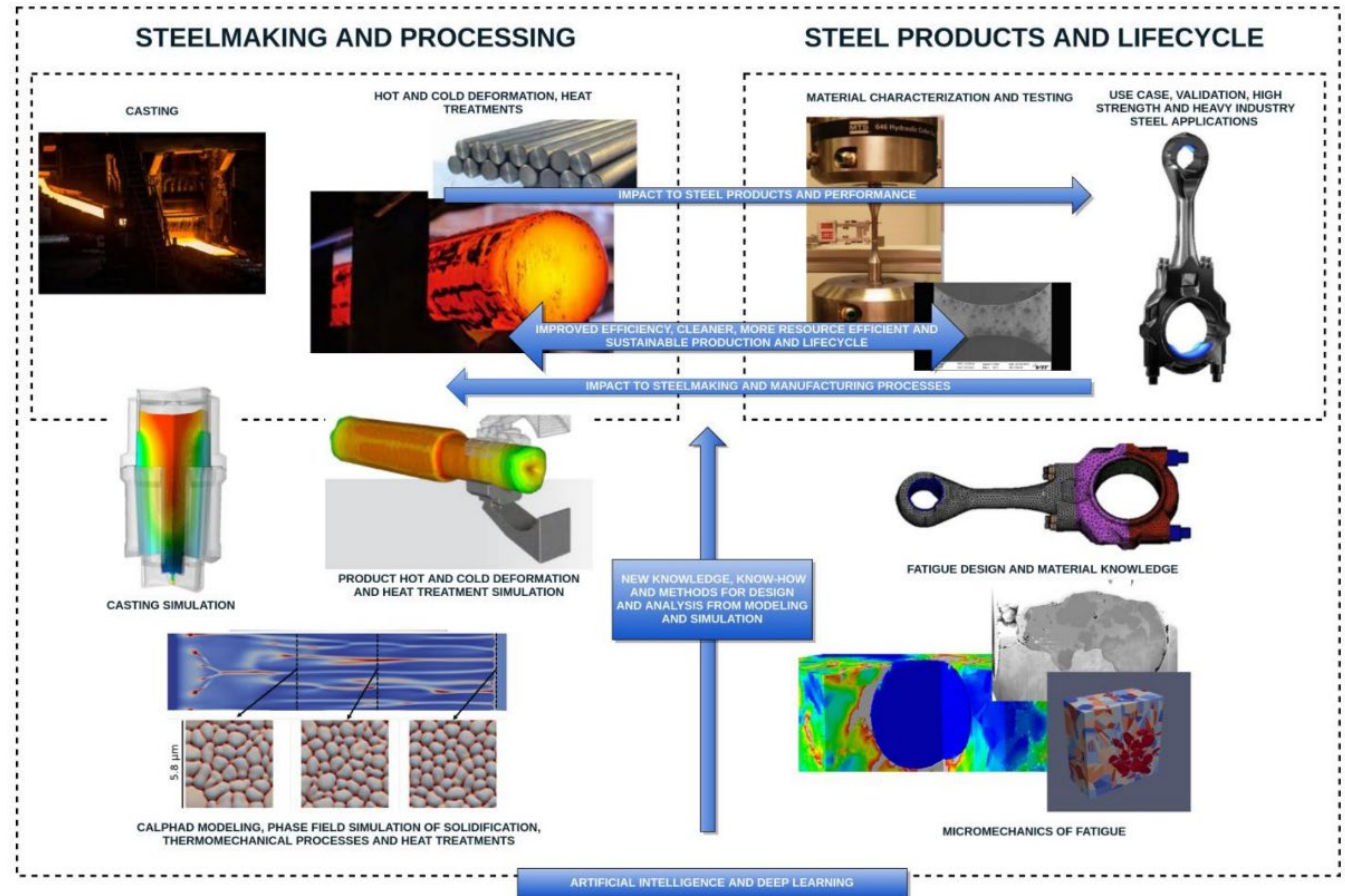 STEELMAKING AND PROCESSING
STEEL PRODUCTS AND LIFECYCLE
CASTING
HOT AND COLD DEFORMATION, HEAT
TREATMENTS
MATERIAL CHARACTERIZATION AND TESTING
USE CASE, VALIDATION, HIGH
STRENGTH AND HEAVY INDUSTRY
STEEL APPLICATIONS
MTS
646 Hydraulic
IMPACT TO STEEL PRODUCTS AND PERFORMANCE
IMPROVED EFFICIENCY, CLEANER, MORE RESOURCE EFFICIENT AND
SUSTAINABLE PRODUCTION AND LIFECYCLE
IMPACT TO STEELMAKING AND MANUFACTURING PROCESSES
CASTING SIMULATION
PRODUCT HOT AND COLD DEFORMATION
AND HEAT TREATMENT SIMULATION
NEW KNOWLEDGE, KNOW-HOW
AND METHODS FOR DESIGN
AND ANALYSIS FROM MODELING
AND SIMULATION
FATIGUE DESIGN AND MATERIAL KNOWLEDGE
5.8 μm
CALPHAD MODELING, PHASE FIELD SIMULATION OF SOLIDIFICATION,
THERMOMECHANICAL PROCESSES AND HEAT TREATMENTS
MICROMECHANICS OF FATIGUE
ARTIFICIAL INTELLIGENCE AND DEEP LEARNING